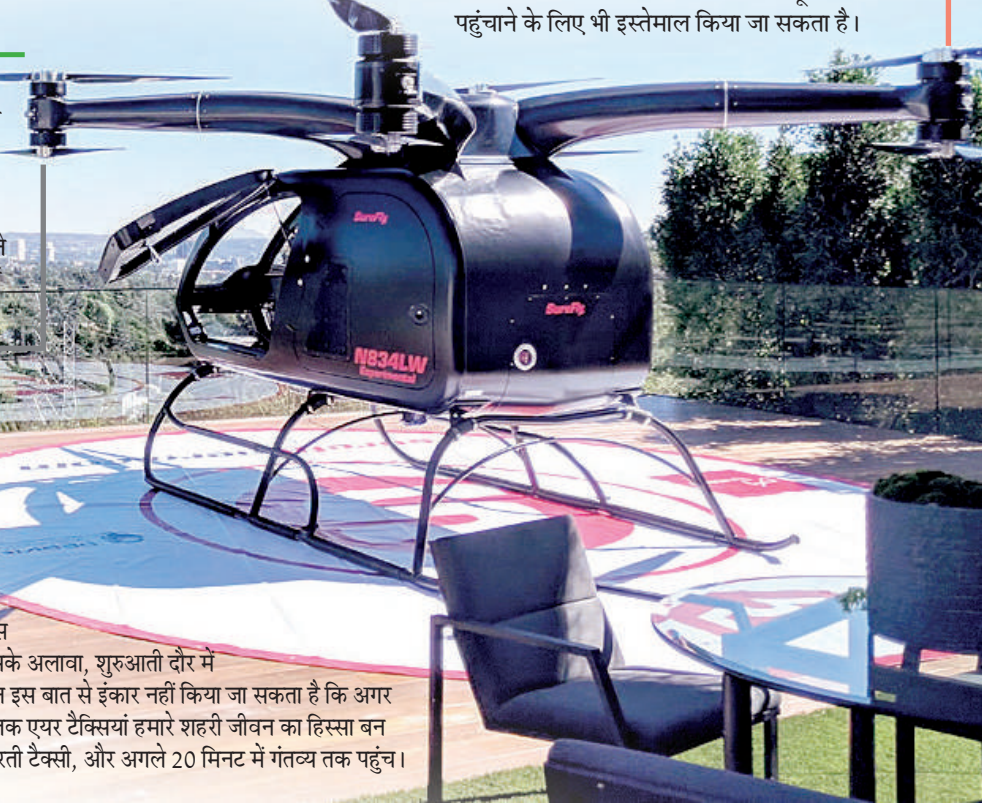 पहुंचाने के लिए भी इस्तेमाल किया जा सकता है।
SureFly
SureFly
N834LW
Experimental
के अलावा, शुरुआती दौर में
इस बात से इंकार नहीं किया जा सकता है कि अगर
तक एयर टैक्सियां हमारे शहरी जीवन का हिस्सा बन
टैक्सी, और अगले 20 मिनट में गंतव्य तक पहुंच।